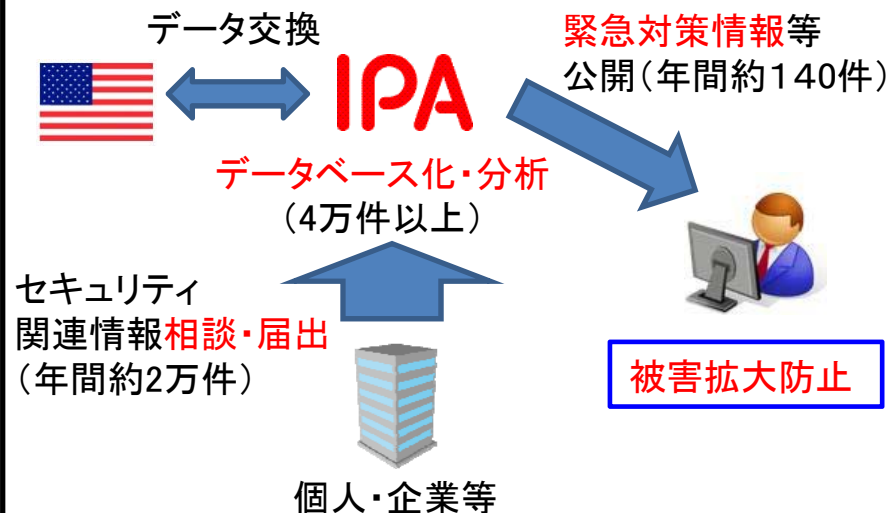 データ交換
IPA
緊急対策情報等
公開(年間約140件)
データベース化・分析
(4万件以上)
セキュリティ
関連情報相談・届出
(年間約2万件)
被害拡大防止
個人・企業等